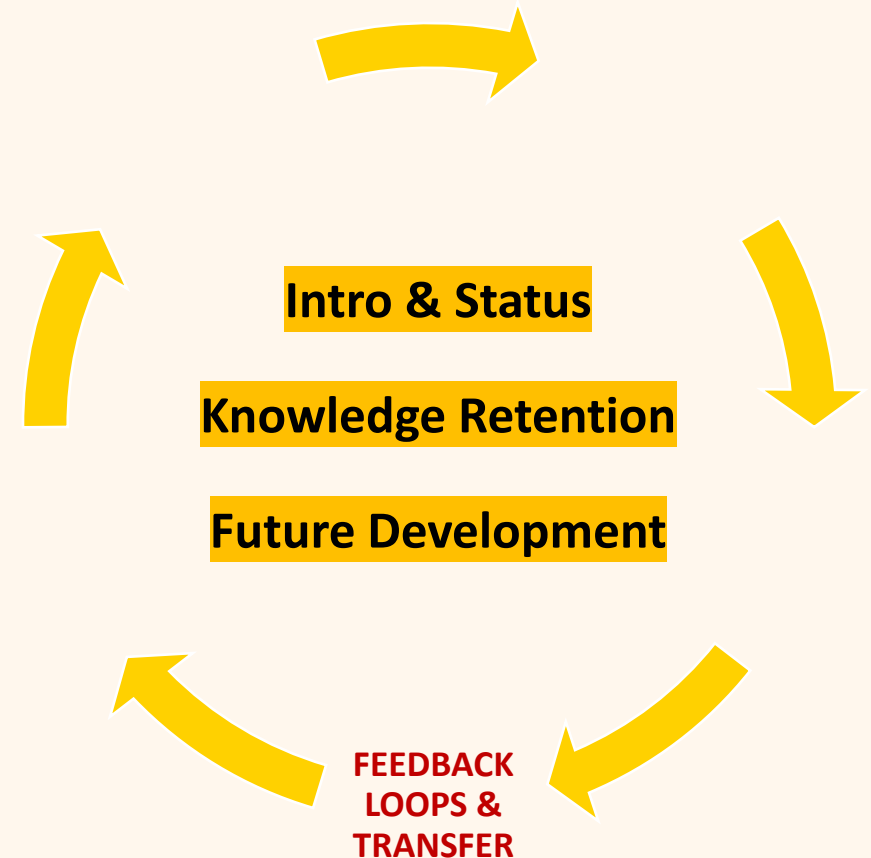 Intro & Status
Knowledge Retention
Future Development
FEEDBACK
LOOPS &
TRANSFER